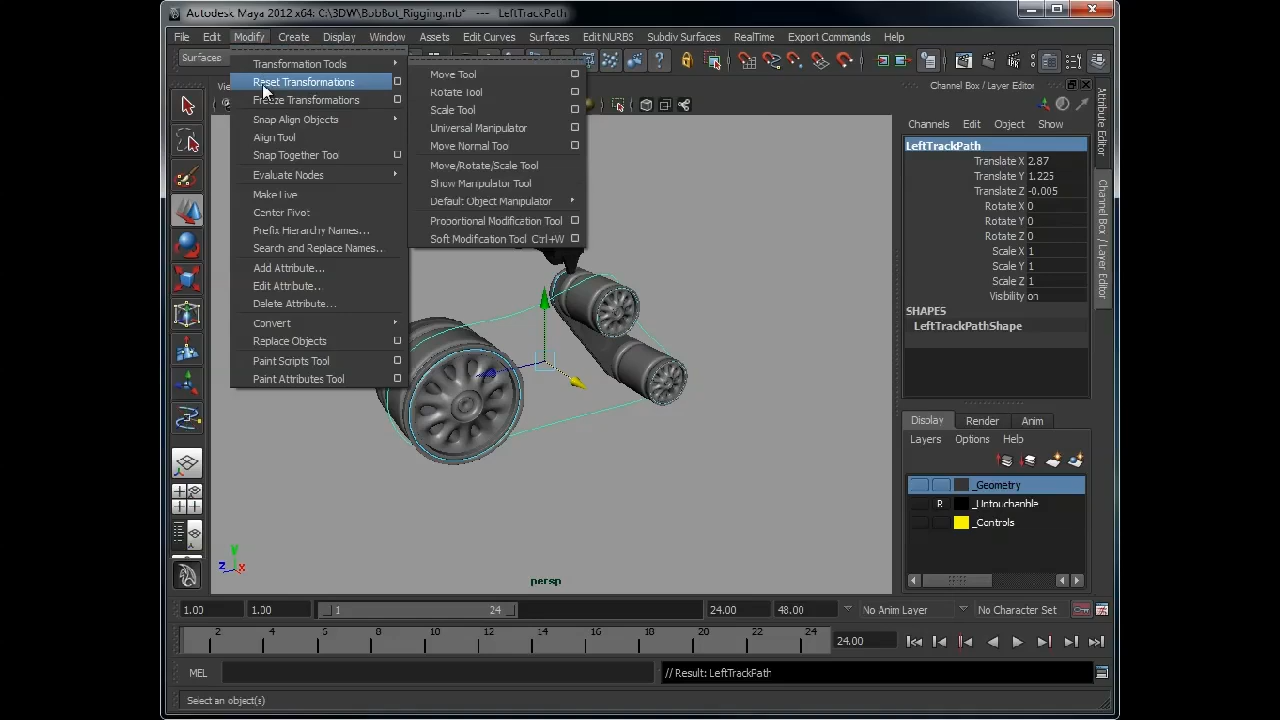 Autodesk Maya 2012 x64: C:\3DW\BobBot_Rigging.mb* --- LeftTrackPath
File Edit Modify Create Display Window Assets Edit Curves Surfaces Edit NURBS Subdiv Surfaces RealTime Export Commands Help
Surfaces
Transformation Tools
Reset Transformations
Freeze Transformations
Snap Align Objects
Align Tool
Snap Together Tool
Evaluate Nodes
Make Live
Center Pivot
Prefix Hierarchy Names...
Search and Replace Names...
Add Attribute...
Edit Attribute...
Delete Attribute...
Convert
Replace Objects
Paint Scripts Tool
Paint Attributes Tool
Move Tool
Rotate Tool
Scale Tool
Universal Manipulator
Move Normal Tool
Move/Rotate/Scale Tool
Show Manipulator Tool
Default Object Manipulator
Proportional Modification Tool
Soft Modification Tool Ctrl+W
Channel Box / Layer Editor
Channels Edit Object Show
LeftTrackPath
Translate X 2.87
Translate Y 1.225
Translate Z -0.005
Rotate X 0
Rotate Y 0
Rotate Z 0
Scale X 1
Scale Y 1
Scale Z 1
Visibility on
SHAPES
LeftTrackPathShape
Attribute Editor
Channel Box / Layer Editor
Display Render Anim
Layers Options Help
_Geometry
R _Untouchable
_Controls
Y
Z X
persp
1.00 1.00 1 24 24.00 48.00 No Anim Layer No Character Set
2 4 6 8 10 12 14 16 18 20 22 24 24.00
MEL // Result: LeftTrackPath
Select an object(s)